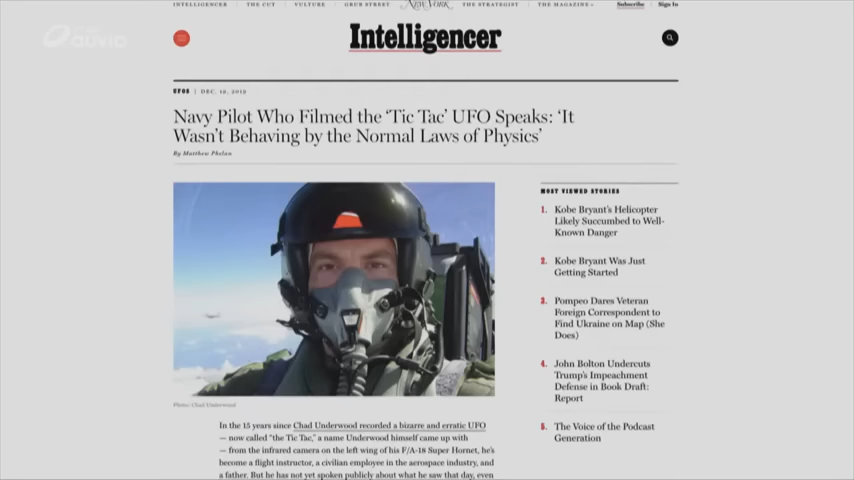 auvio
INTELLIGENCER
THE CUT
VULTURE
GRUB STREET
NEW YORK
THE STRATEGIST
THE MAGAZINE
Subscribe
Sign In
Intelligencer
UFOS | DEC. 19, 2019
Navy Pilot Who Filmed the ‘Tic Tac’ UFO Speaks: ‘It
Wasn’t Behaving by the Normal Laws of Physics’
By Matthew Phelan
Photo: Chad Underwood
In the 15 years since Chad Underwood recorded a bizarre and erratic UFO
— now called “the Tic Tac,” a name Underwood himself came up with
— from the infrared camera on the left wing of his F/A-18 Super Hornet, he’s
become a flight instructor, a civilian employee in the aerospace industry, and
a father. But he has not yet spoken publicly about what he saw that day, even
MOST VIEWED STORIES
1. Kobe Bryant’s Helicopter
Likely Succumbed to Well-
Known Danger
2. Kobe Bryant Was Just
Getting Started
3. Pompeo Dares Veteran
Foreign Correspondent to
Find Ukraine on Map (She
Does)
4. John Bolton Undercuts
Trump’s Impeachment
Defense in Book Draft:
Report
5. The Voice of the Podcast
Generation